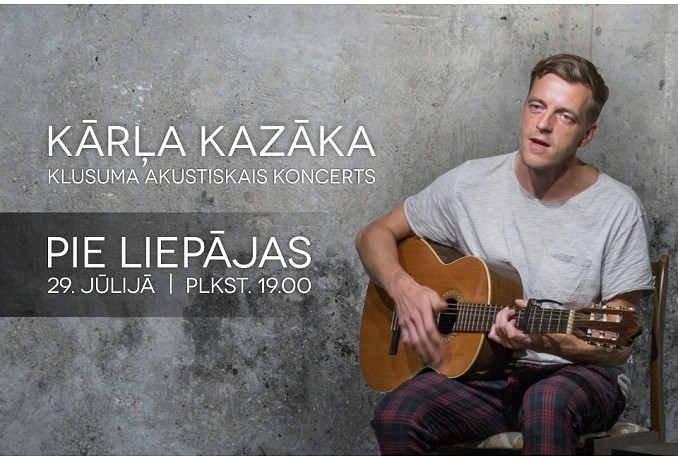 KĀRĻA KAZĀKA
KLUSUMA AKUSTISKAIS KONCERTS
PIE LIEPĀJAS
29. JŪLIJĀ | PLKST. 19.00